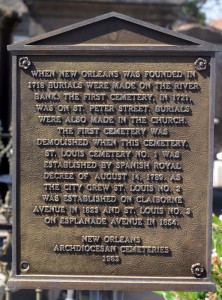 WHEN NEW ORLEANS WAS FOUNDED IN
1718 BURIALS WERE MADE ON THE RIVER
BANK. THE FIRST CEMETERY, IN 1721,
WAS ON ST. PETER STREET. BURIALS
WERE ALSO MADE IN THE CHURCH.
THE FIRST CEMETERY WAS
DEMOLISHED WHEN THIS CEMETERY,
ST. LOUIS CEMETERY NO. 1 WAS
ESTABLISHED BY SPANISH ROYAL
DECREE OF AUGUST 14, 1789. AS
THE CITY GREW ST. LOUIS NO. 2
WAS ESTABLISHED ON CLAIBORNE
AVENUE IN 1823 AND ST. LOUIS NO. 3
ON ESPLANADE AVENUE IN 1854.
NEW ORLEANS
ARCHDIOCESAN CEMETERIES
1983